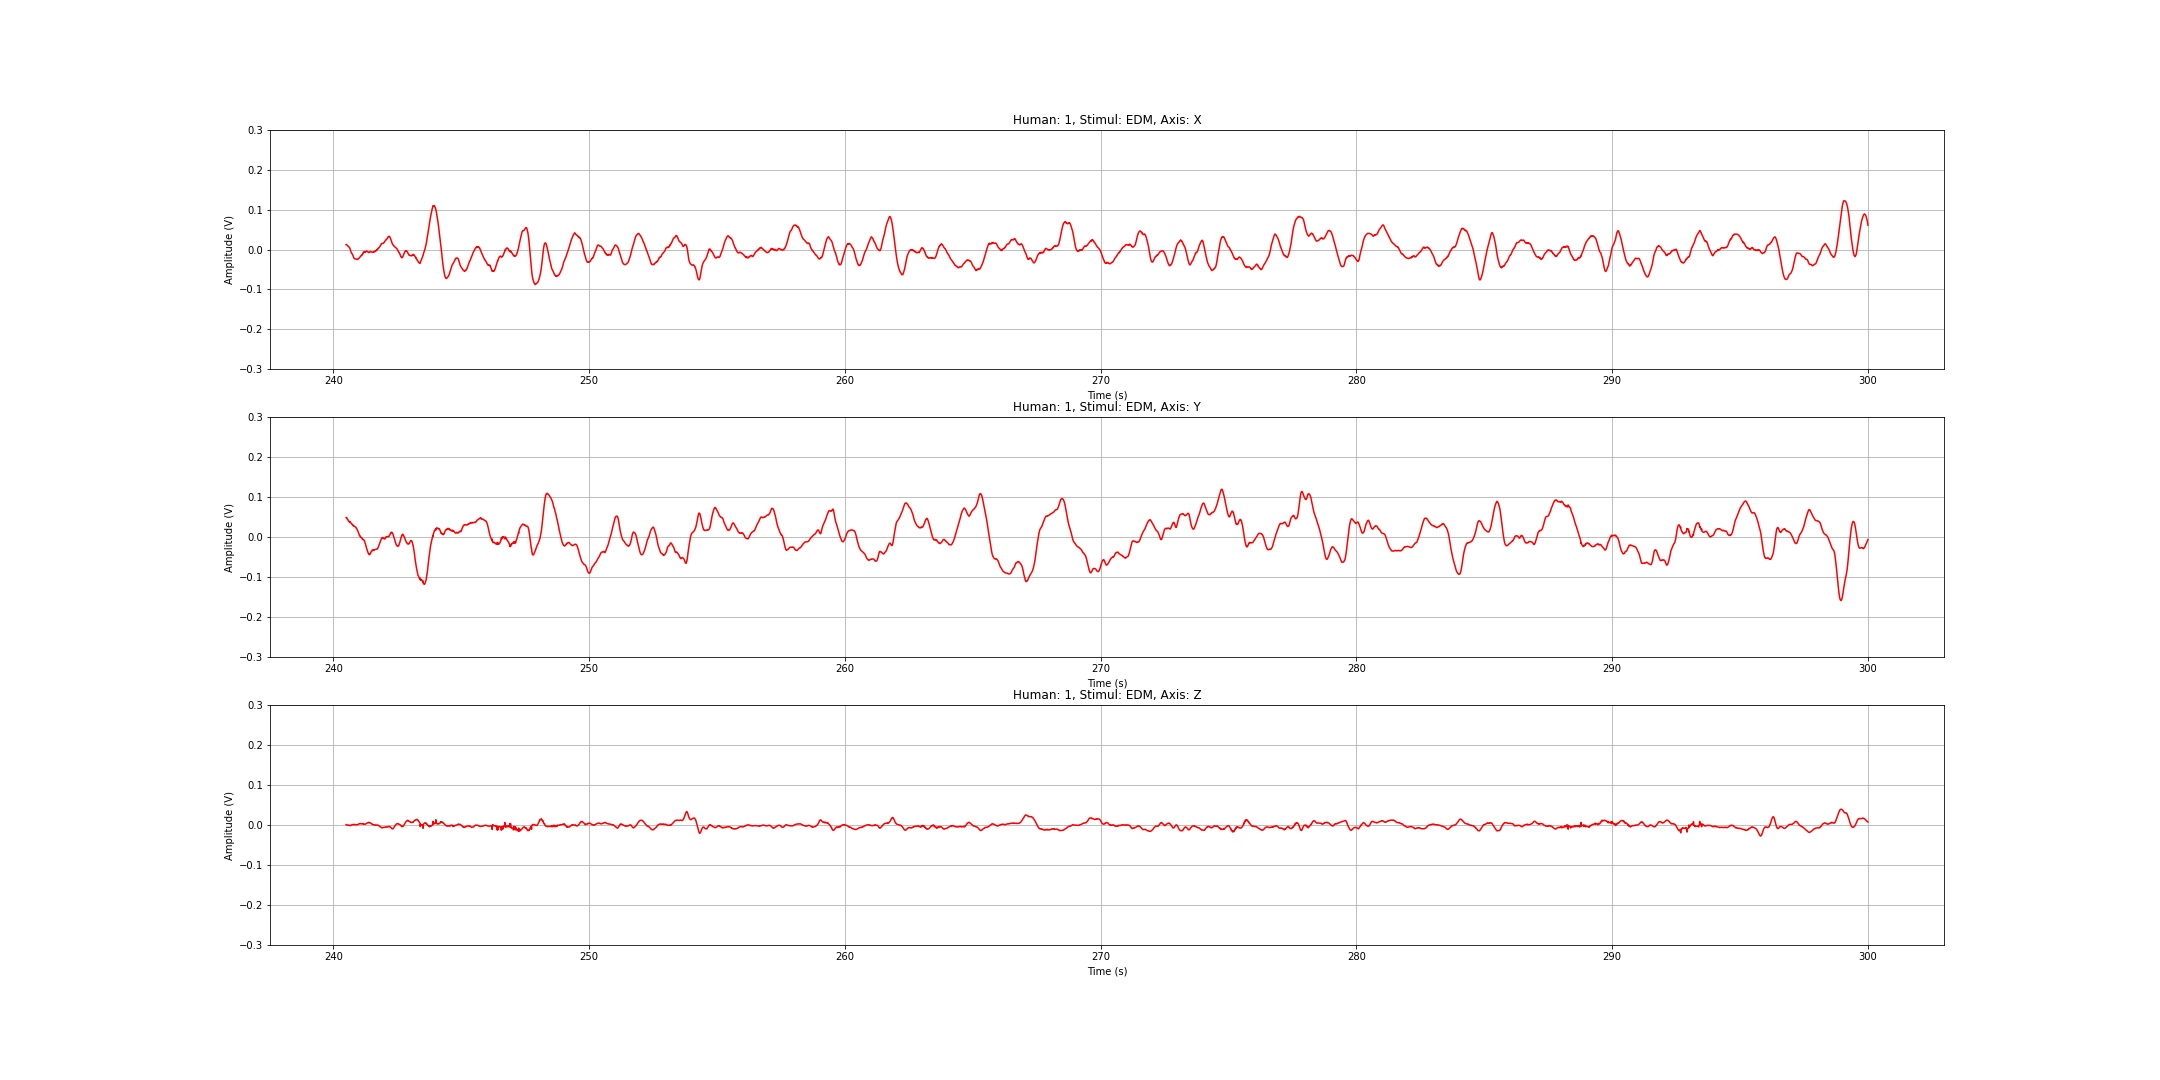 Human: 1, Stimul: EDM, Axis: X
0.3
0.2
0.1
0.0
−0.1
−0.2
−0.3
Amplitude (V)
240 250 260 270 280 290 300
Time (s)
Human: 1, Stimul: EDM, Axis: Y
0.3
0.2
0.1
0.0
−0.1
−0.2
−0.3
Amplitude (V)
240 250 260 270 280 290 300
Time (s)
Human: 1, Stimul: EDM, Axis: Z
0.3
0.2
0.1
0.0
−0.1
−0.2
−0.3
Amplitude (V)
240 250 260 270 280 290 300
Time (s)